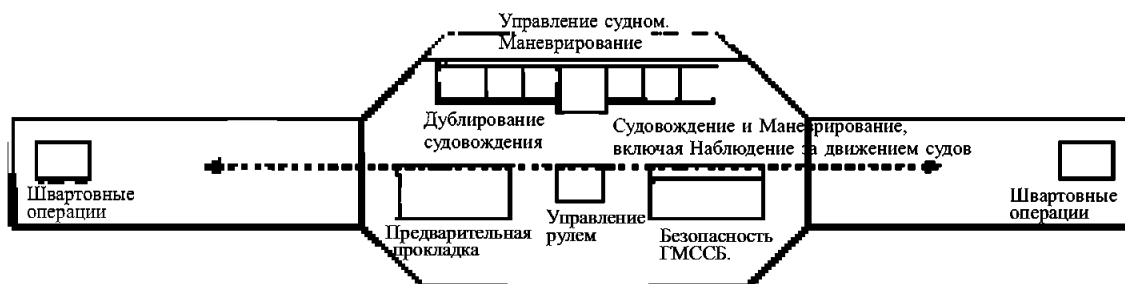 Управление судном.
Маневрирование
Дублирование
судовождения
Судовождение и Маневрирование,
включая Наблюдение за движением судов
Швартовные
операции
Предварительная
прокладка
Управление
рулем
Безопасность
ГМССБ.
Швартовные
операции